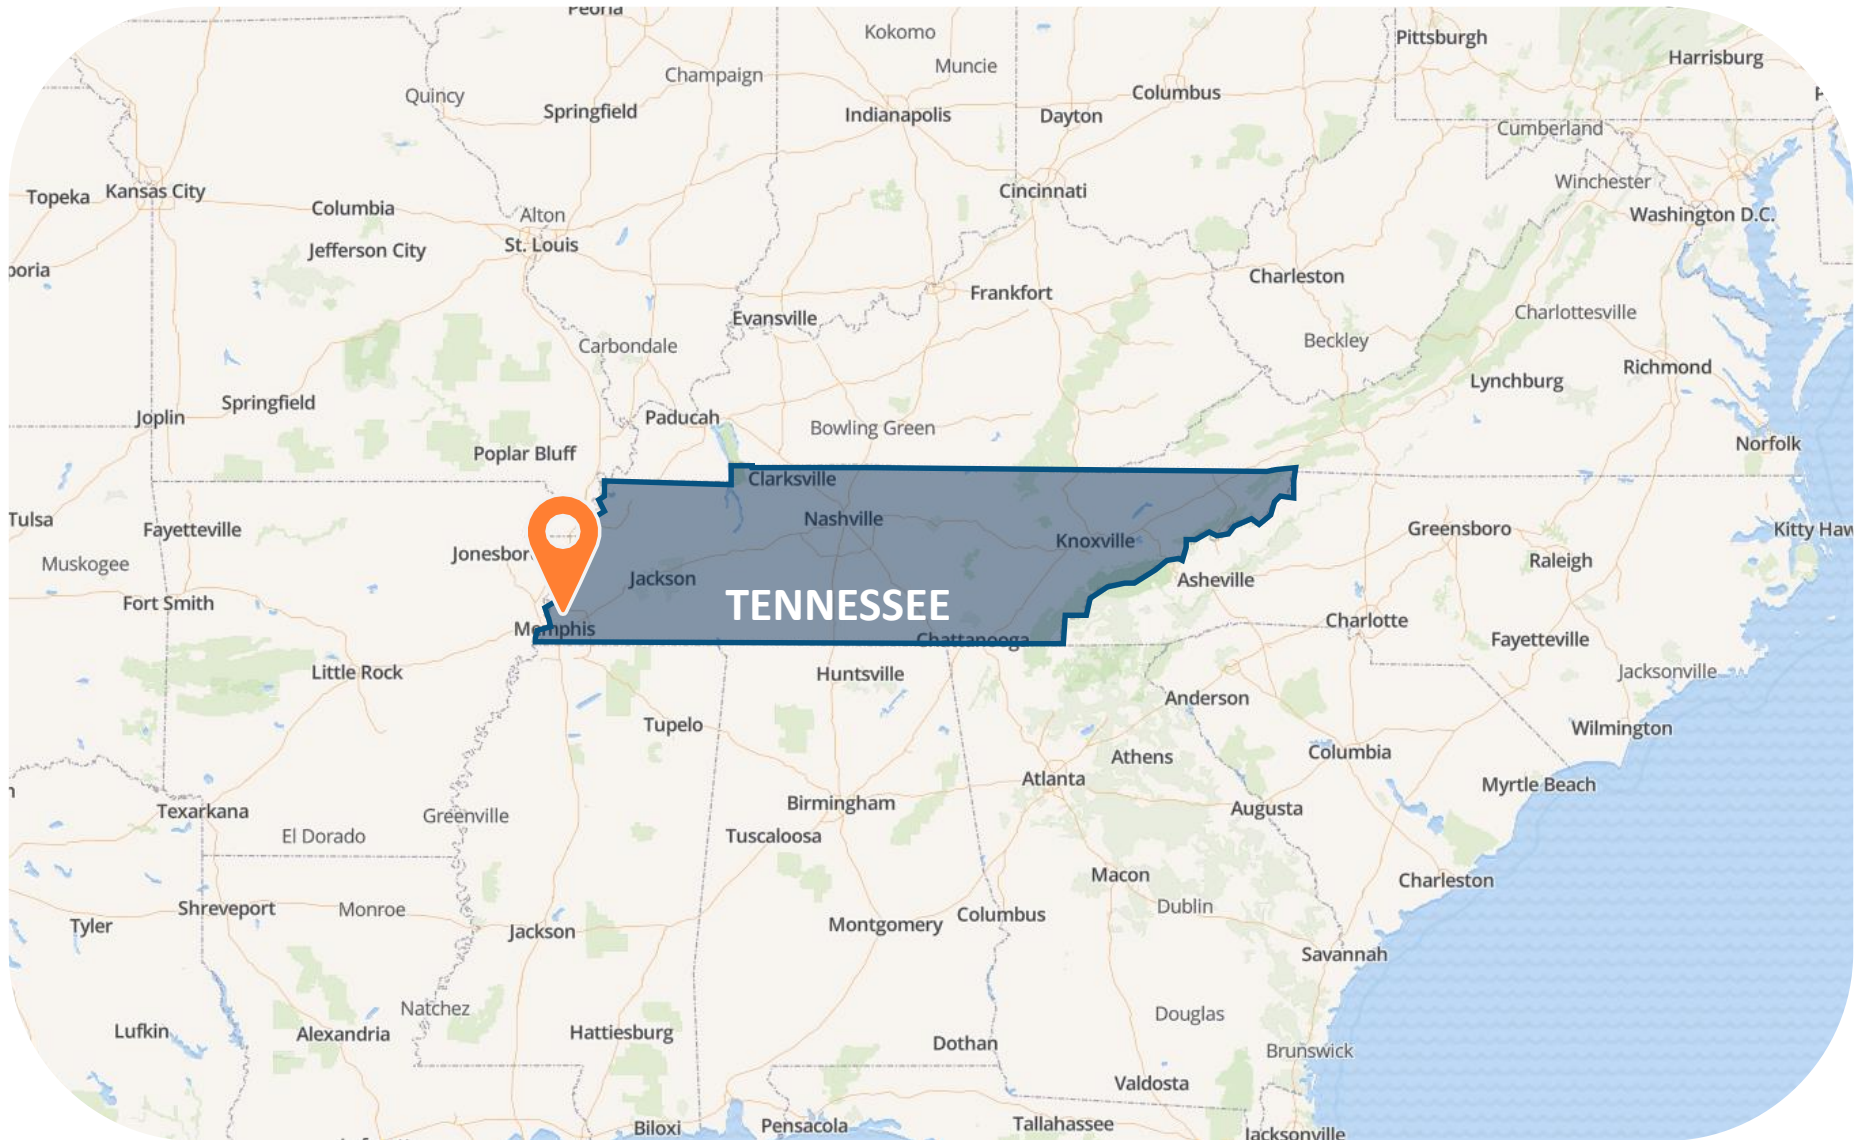 Peoria
Kokomo
Pittsburgh
Harrisburg
Muncie
Champaign
Quincy
Springfield
Indianapolis
Dayton
Columbus
Cumberland
Topeka
Kansas City
Columbia
Alton
Cincinnati
Winchester
Washington D.C.
Jefferson City
St. Louis
Charleston
Frankfort
Evansville
Charlottesville
Carbondale
Beckley
Richmond
Lynchburg
Springfield
Joplin
Paducah
Bowling Green
Norfolk
Poplar Bluff
Clarksville
Tulsa
Fayetteville
Nashville
Knoxville
Greensboro
Kitty Haw
Jonesbor
Muskogee
Jackson
Asheville
Raleigh
Fort Smith
TENNESSEE
Memphis
Chattanooga
Charlotte
Fayetteville
Little Rock
Huntsville
Jacksonville
Anderson
Tupelo
Wilmington
Athens
Columbia
Atlanta
Myrtle Beach
Texarkana
Greenville
Birmingham
Augusta
El Dorado
Tuscaloosa
Macon
Charleston
Shreveport
Monroe
Dublin
Tyler
Jackson
Montgomery
Columbus
Savannah
Natchez
Douglas
Lufkin
Alexandria
Hattiesburg
Dothan
Brunswick
Valdosta
Biloxi
Pensacola
Tallahassee
Jacksonville